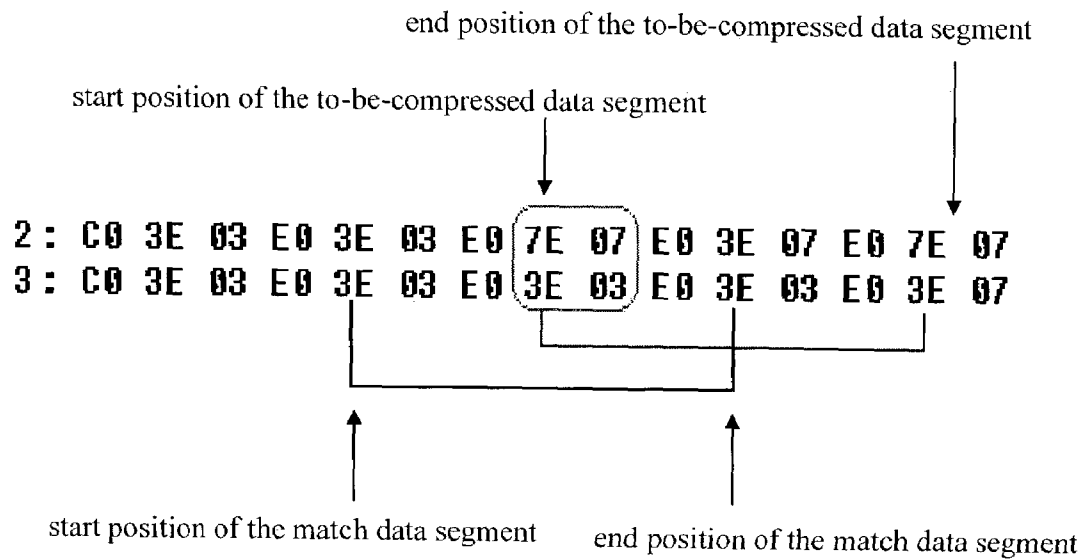 end position of the to-be-compressed data segment
start position of the to-be-compressed data segment
2: C0 3E 03 E0 3E 03 E0 7E 07 E0 3E 07 E0 7E 07
3: C0 3E 03 E0 3E 03 E0 3E 03 E0 3E 03 E0 3E 07
start position of the match data segment
end position of the match data segment